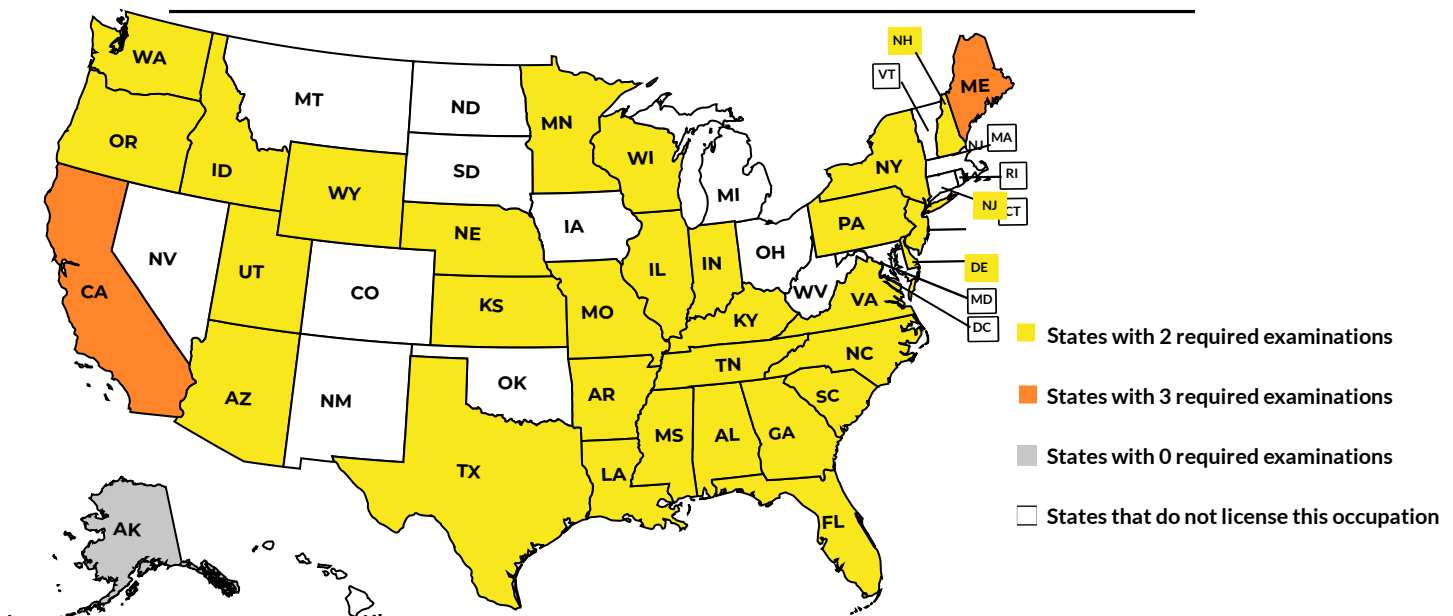 NH
VT
ME
WA
MT
ND
MN
OR
ID
SD
WI
NY
NJ
MA
RI
MI
WY
NJ
CT
IA
NE
PA
NV
UT
CO
IL
IN
OH
DE
CA
KS
MO
WV
VA
MD
KY
DC
States with 2 required examinations
TN
NC
AZ
NM
OK
AR
SC
States with 3 required examinations
MS
AL
GA
TX
LA
States with 0 required examinations
AK
FL
States that do not license this occupation